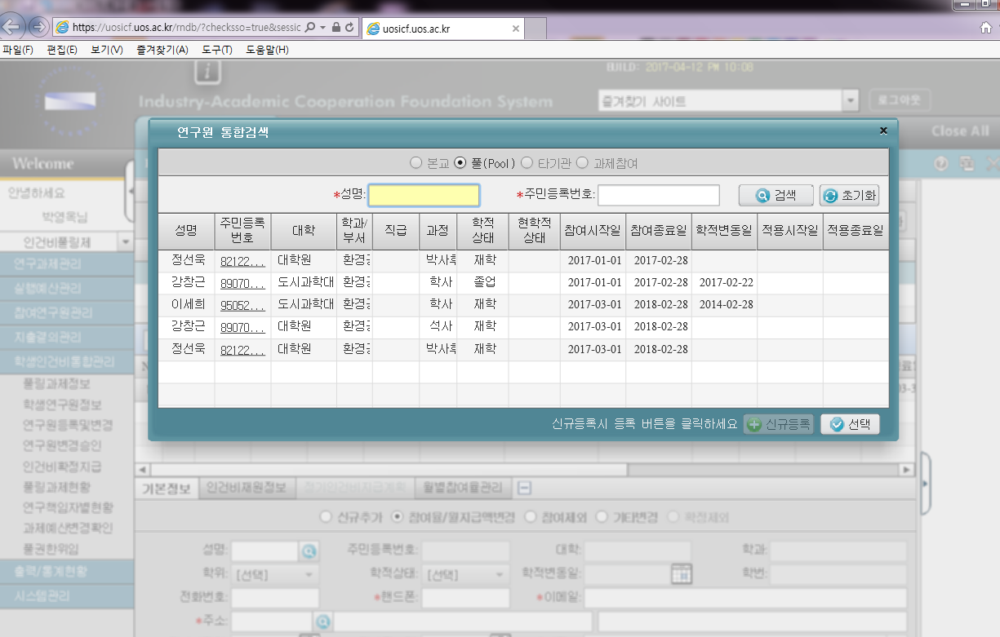 https://uosicf.uos.ac.kr/rndb/?checksso=true&sessic
uosicf.uos.ac.kr
파일(F) 편집(E) 보기(V) 즐겨찾기(A) 도구(T) 도움말(H)
BUILD: 2017-04-12 PM 10:08
Industry-Academic Cooperation Foundation System
즐겨찾기 사이트
로그아웃
Close All
Welcome
안녕하세요
박영옥님
인건비풀링제
연구과제관리
실행예산관리
참여연구원관리
지출결의관리
학생인건비통합관리
풀링과제정보
학생연구원정보
연구원등록및변경
연구원변경승인
인건비확정지급
풀링과제현황
연구책임자별현황
과제예산변경확인
풀권한위임
출력/통계현황
시스템관리
연구원 통합검색
본교 풀(Pool) 타기관 과제참여
*성명: *주민등록번호: 검색 초기화
성명 주민등록번호 대학 학과/부서 직급 과정 학적상태 현학적상태 참여시작일 참여종료일 학적변동일 적용시작일 적용종료일
정선욱 82122... 대학원 환경공 박사후 재학 2017-01-01 2017-02-28
강창근 89070... 도시과학대 환경공 학사 졸업 2017-01-01 2017-02-28 2017-02-22
이세희 95052... 도시과학대 환경공 학사 재학 2017-03-01 2018-02-28 2014-02-28
강창근 89070... 대학원 환경공 석사 재학 2017-03-01 2018-02-28
정선욱 82122... 대학원 환경공 박사후 재학 2017-03-01 2018-02-28
신규등록시 등록 버튼을 클릭하세요 신규등록 선택
기본정보 인건비재원정보 정기인건비지급계획 월별참여율관리
신규추가 참여율/월지급액변경 참여제외 기타변경 확정제외
성명: 주민등록번호: 대학: 학과:
학위: [선택] 학적상태: [선택] 학적변동일: 학번:
전화번호: *핸드폰: *이메일:
*주소: